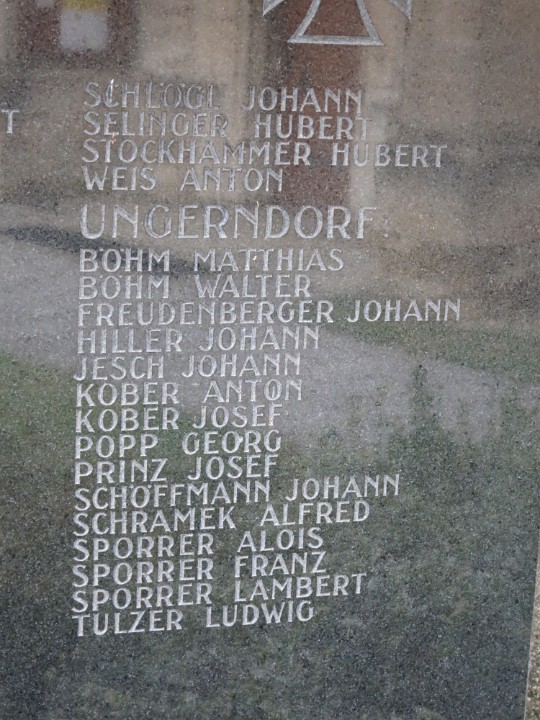 T
SCHLÖGL JOHANN
SELINGER HUBERT
STOCKHAMMER HUBERT
WEIS ANTON
UNGERNDORF:
BÖHM MATTHIAS
BÖHM WALTER
FREUDENBERGER JOHANN
HILLER JOHANN
JESCH JOHANN
KOBER ANTON
KOBER JOSEF
POPP GEORG
PRINZ JOSEF
SCHÖFFMANN JOHANN
SCHRAMEK ALFRED
SPORRER ALOIS
SPORRER FRANZ
SPORRER LAMBERT
TULZER LUDWIG